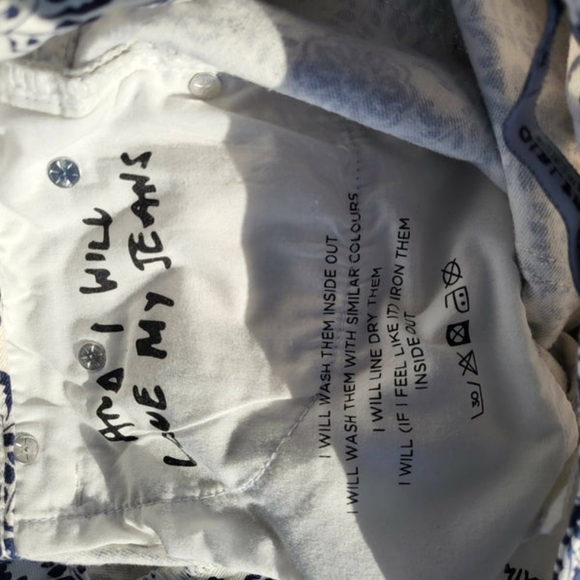 AND I WILL
LOVE MY JEANS
I WILL WASH THEM INSIDE OUT
I WILL WASH THEM WITH SIMILAR COLOURS.....
I WILL LINE DRY THEM
I WILL (IF I FEEL LIKE IT) IRON THEM
INSIDE OUT
30